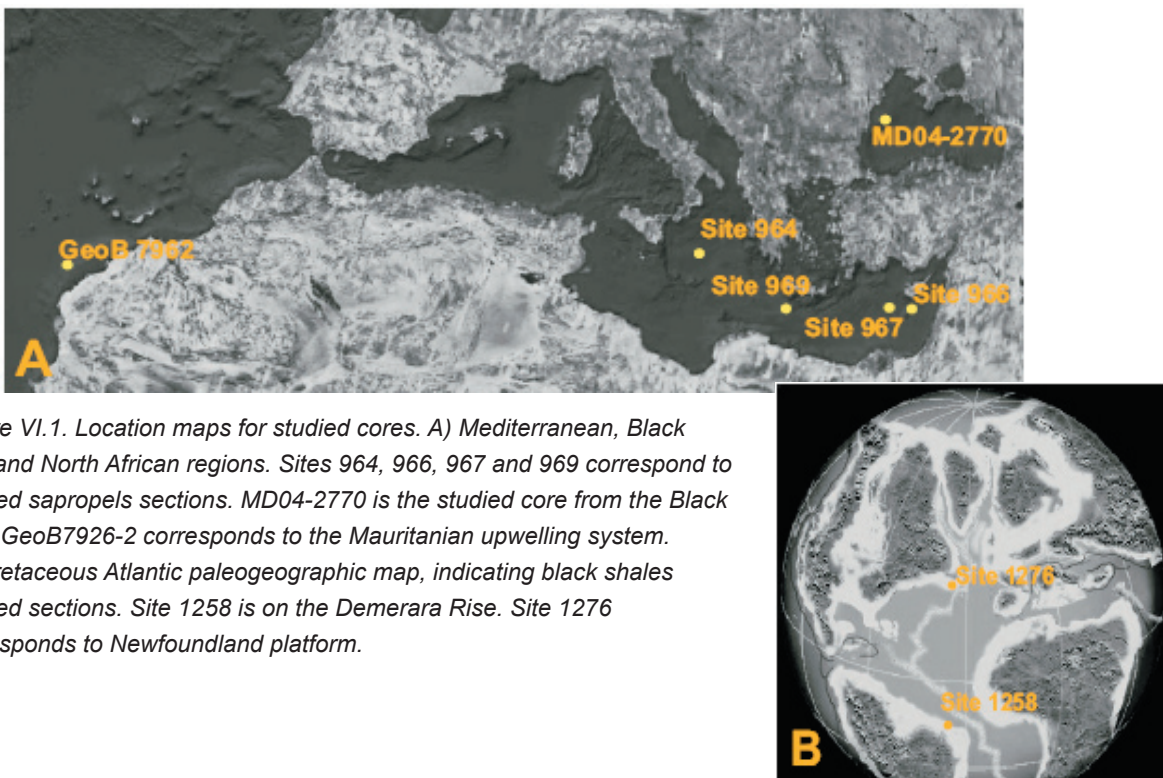 MD04-2770
GeoB 7962
Site 964
Site 969
Site 966
Site 967
A
re VI.1. Location maps for studied cores. A) Mediterranean, Black
and North African regions. Sites 964, 966, 967 and 969 correspond to
ed sapropels sections. MD04-2770 is the studied core from the Black
GeoB7926-2 corresponds to the Mauritanian upwelling system.
retaceous Atlantic paleogeographic map, indicating black shales
ed sections. Site 1258 is on the Demerara Rise. Site 1276
sponds to Newfoundland platform.
Site 1276
Site 1258
B